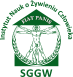 Instytut Nauk o Żywieniu Człowieka
FIAT PANIS
SGGW